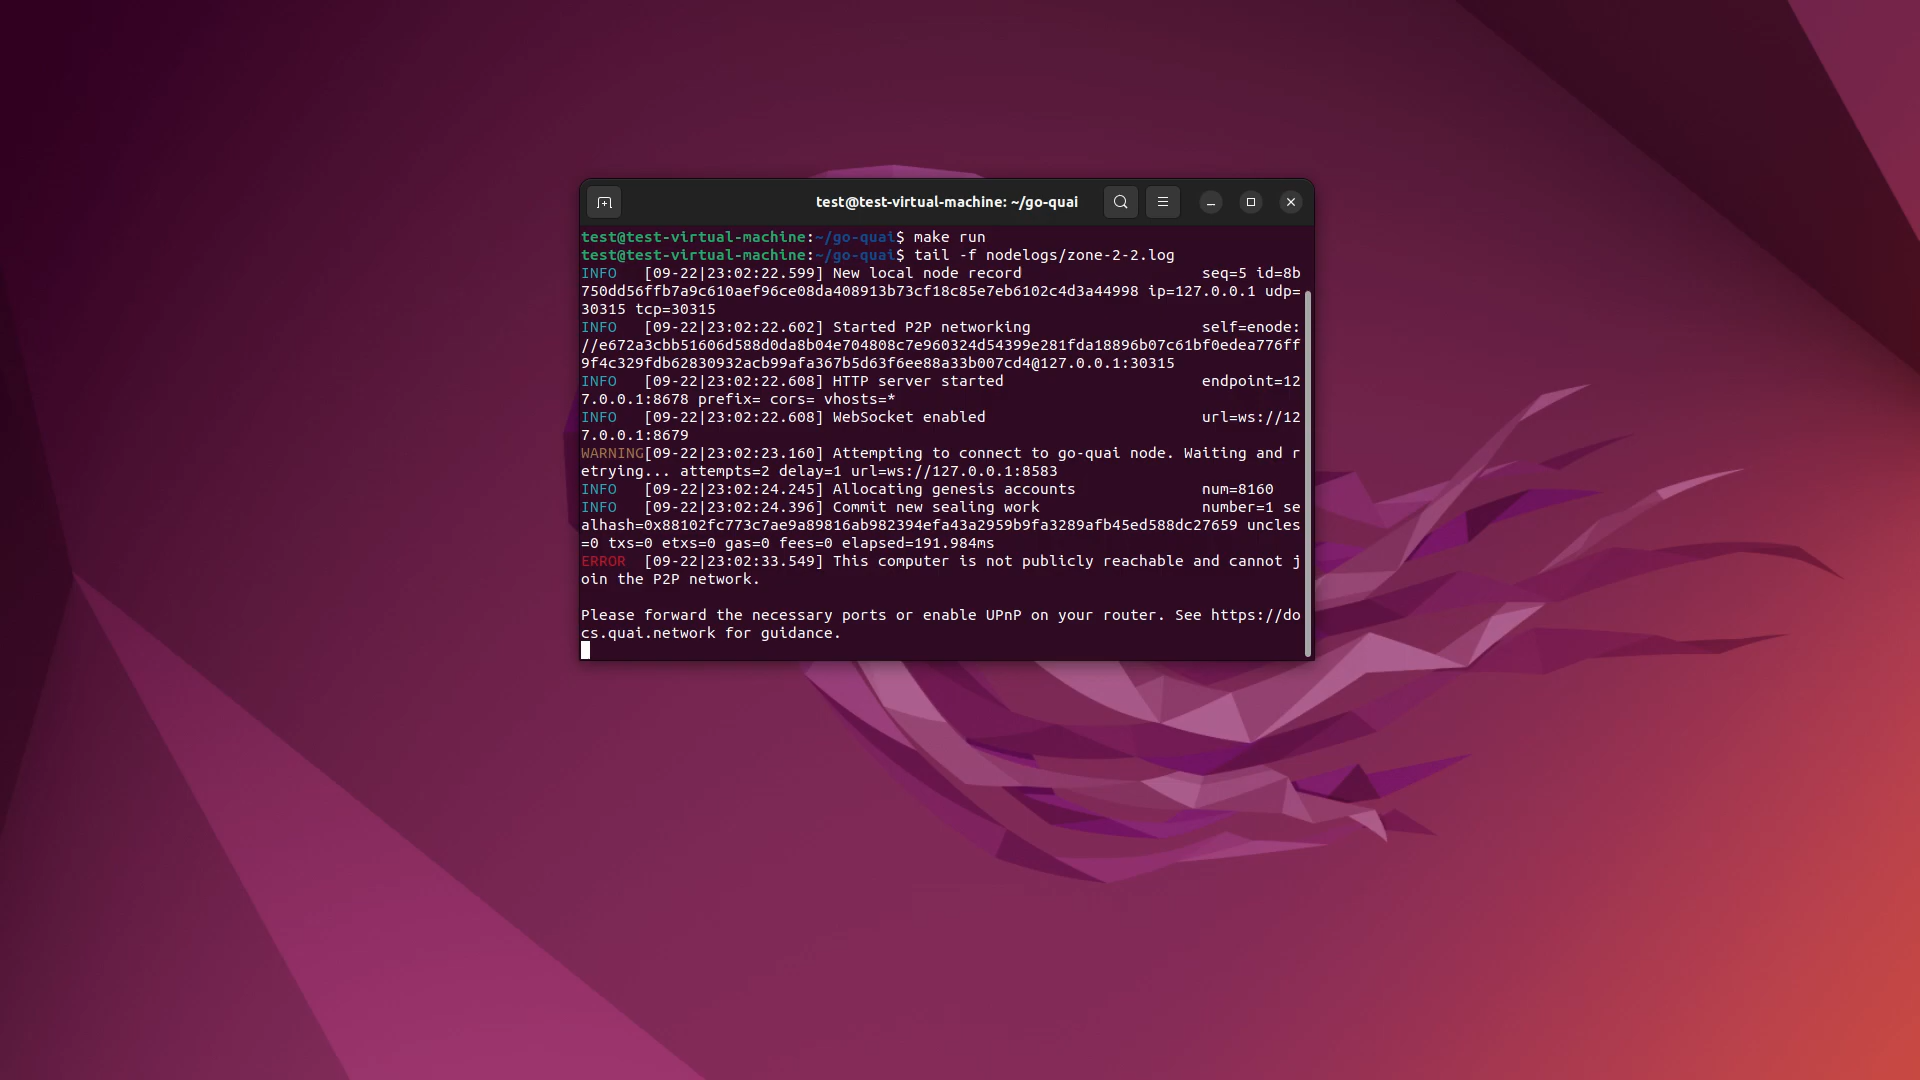 test@test-virtual-machine: ~/go-quai
test@test-virtual-machine:~/go-quai$ make run
test@test-virtual-machine:~/go-quai$ tail -f nodelogs/zone-2-2.log
INFO   [09-22|23:02:22.599] New local node record                    seq=5 id=8b
750dd56ffb7a9c610aef96ce08da408913b73cf18c85e7eb6102c4d3a44998 ip=127.0.0.1 udp=
30315 tcp=30315
INFO   [09-22|23:02:22.602] Started P2P networking                   self=enode:
//e672a3cbb51606d588d0da8b04e704808c7e960324d54399e281fda18896b07c61bf0edea776ff
9f4c329fdb62830932acb99afa367b5d63f6ee88a33b007cd4@127.0.0.1:30315
INFO   [09-22|23:02:22.608] HTTP server started                      endpoint=12
7.0.0.1:8678 prefix= cors= vhosts=*
INFO   [09-22|23:02:22.608] WebSocket enabled                        url=ws://12
7.0.0.1:8679
WARNING[09-22|23:02:23.160] Attempting to connect to go-quai node. Waiting and r
etrying... attempts=2 delay=1 url=ws://127.0.0.1:8583
INFO   [09-22|23:02:24.245] Allocating genesis accounts              num=8160
INFO   [09-22|23:02:24.396] Commit new sealing work                  number=1 se
alhash=0x88102fc773c7ae9a89816ab982394efa43a2959b9fa3289afb45ed588dc27659 uncles
=0 txs=0 etxs=0 gas=0 fees=0 elapsed=191.984ms
ERROR  [09-22|23:02:33.549] This computer is not publicly reachable and cannot j
oin the P2P network.
Please forward the necessary ports or enable UPnP on your router. See https://do
cs.quai.network for guidance.